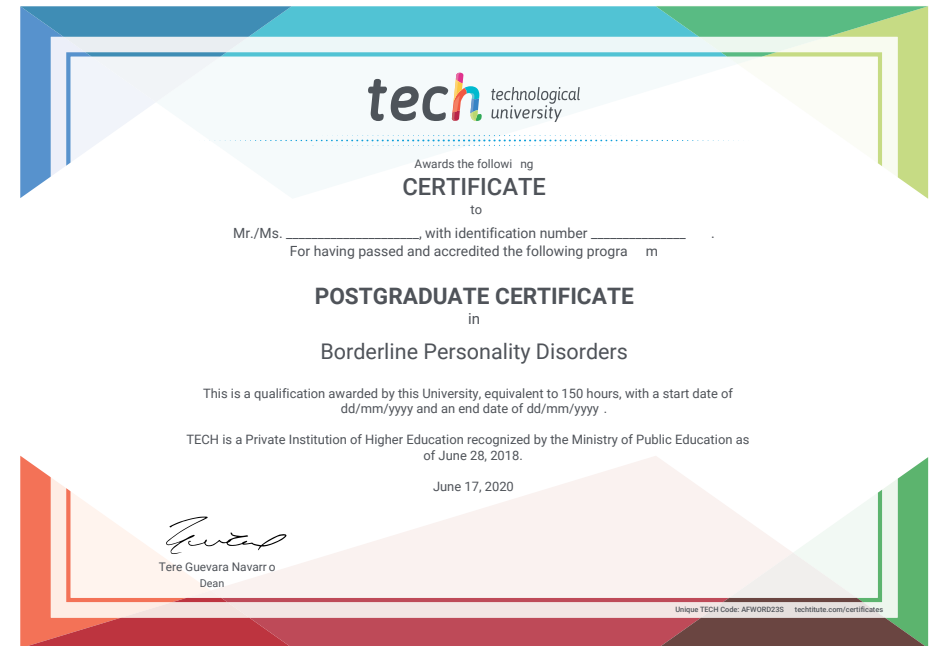 tech technological
university
Awards the followi ng
CERTIFICATE
to
Mr./Ms. ____________________, with identification number ______________ .
For having passed and accredited the following progra m
POSTGRADUATE CERTIFICATE
in
Borderline Personality Disorders
This is a qualification awarded by this University, equivalent to 150 hours, with a start date of
dd/mm/yyyy and an end date of dd/mm/yyyy .
TECH is a Private Institution of Higher Education recognized by the Ministry of Public Education as
of June 28, 2018.
June 17, 2020
Tere Guevara Navarr o
Dean
Unique TECH Code: AFWORD23S techtitute.com/certificates